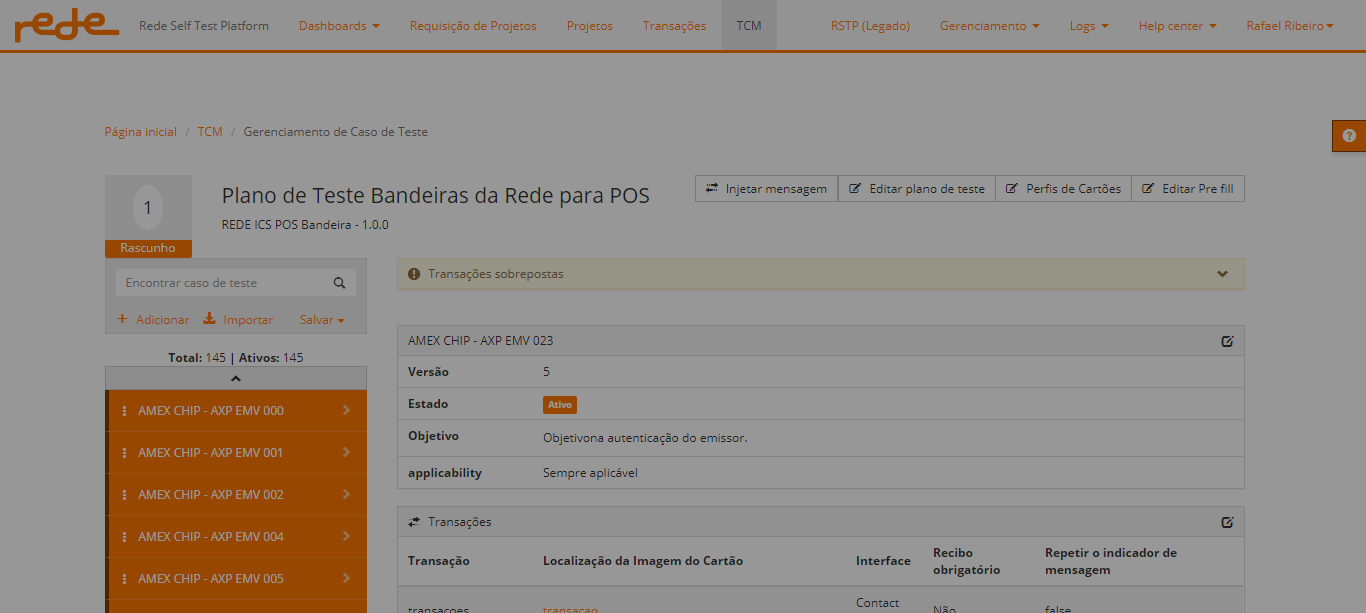 rede Rede Self Test Platform Dashboards Requisição de Projetos Projetos Transações TCM RSTP (Legado) Gerenciamento Logs Help center Rafael Ribeiro
Página inicial / TCM / Gerenciamento de Caso de Teste
1
Rascunho
Plano de Teste Bandeiras da Rede para POS
REDE ICS POS Bandeira - 1.0.0
Injetar mensagem Editar plano de teste Perfis de Cartões Editar Pre fill
Encontrar caso de teste
+ Adicionar Importar Salvar
Total: 145 | Ativos: 145
AMEX CHIP - AXP EMV 000
AMEX CHIP - AXP EMV 001
AMEX CHIP - AXP EMV 002
AMEX CHIP - AXP EMV 004
AMEX CHIP - AXP EMV 005
Transações sobrepostas
AMEX CHIP - AXP EMV 023
Versão 5
Estado Ativo
Objetivo Objetivona autenticação do emissor.
applicability Sempre aplicável
Transações
Transação Localização da Imagem do Cartão Interface Recibo obrigatório Repetir o indicador de mensagem
transacoes transacao Contact Não false